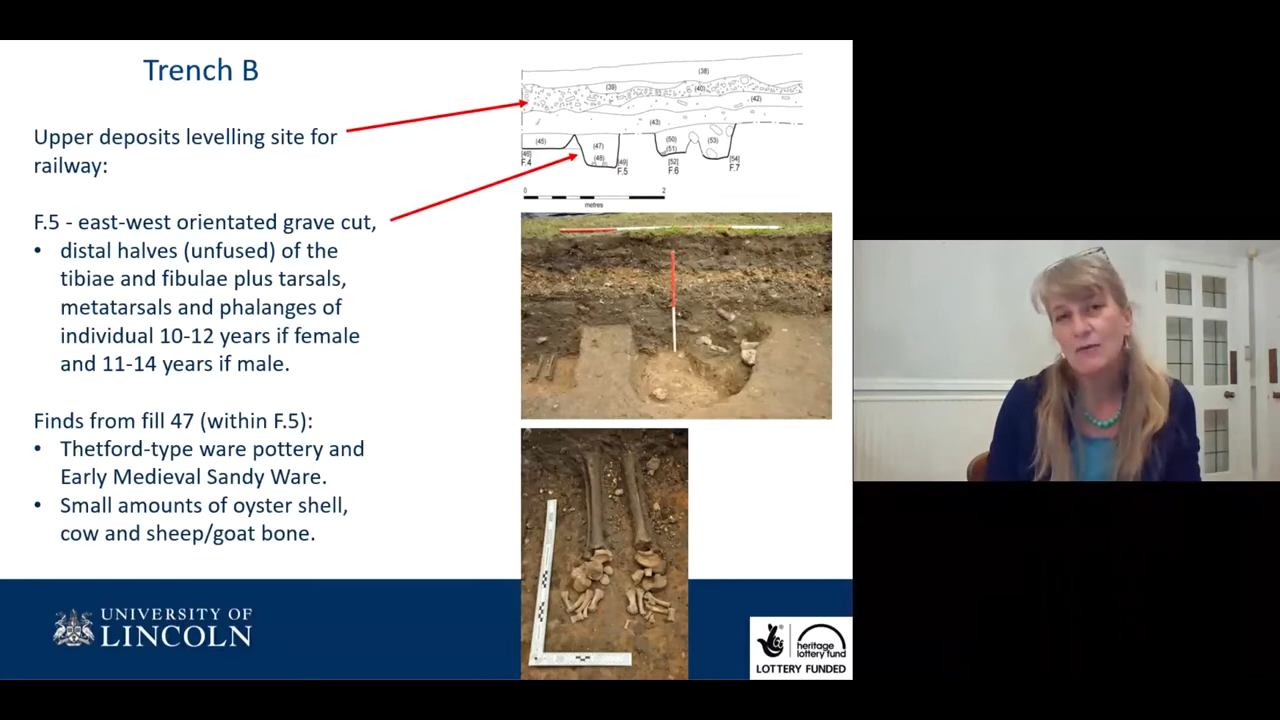 Trench B
Upper deposits levelling site for
railway:
F.5 - east-west orientated grave cut,
• distal halves (unfused) of the
tibiae and fibulae plus tarsals,
metatarsals and phalanges of
individual 10-12 years if female
and 11-14 years if male.
Finds from fill 47 (within F.5):
• Thetford-type ware pottery and
Early Medieval Sandy Ware.
• Small amounts of oyster shell,
cow and sheep/goat bone.
(38)
(39)
(40)
(42)
(43)
(45)
(47)
(50)
(53)
(51)
(48)
[46]
F.4
[49]
F.5
[52]
F.6
[54]
F.7
0
2
metres
UNIVERSITY OF
LINCOLN
heritage
lottery fund
LOTTERY FUNDED